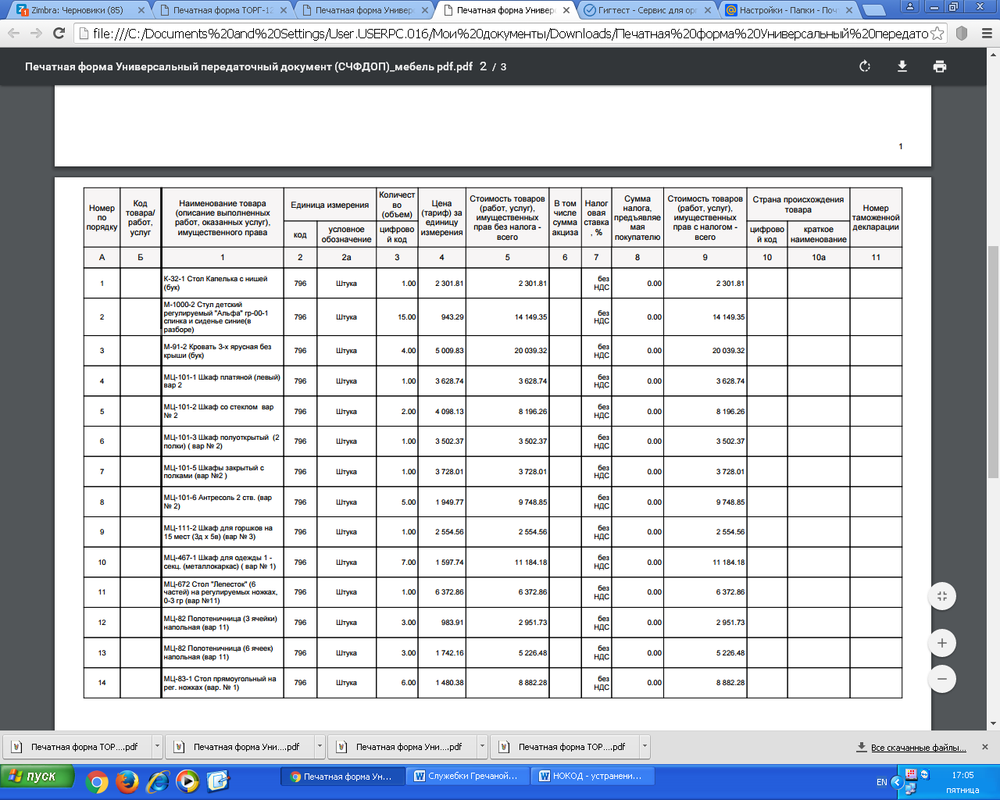 Zimbra: Черновики (85)
Печатная форма ТОРГ-12
Печатная форма Универ
Печатная форма Универ
Гигтест - Сервис для ор
Настройки - Папки - Поч
file:///C:/Documents%20and%20Settings/User.USERPC.016/Мои%20документы/Downloads/Печатная%20форма%20Универсальный%20передато
Печатная форма Универсальный передаточный документ (СЧФДОП)_мебель pdf.pdf 2 / 3
1
Номер по порядку
Код товара/ работ, услуг
Наименование товара (описание выполненных работ, оказанных услуг), имущественного права
Единица измерения
код
условное обозначение
Количест во (объем)
цифрово й код
Цена (тариф) за единицу измерения
Стоимость товаров (работ, услуг), имущественных прав без налога - всего
В том числе сумма акциза
Налог овая ставка , %
Сумма налога, предъявляе мая покупателю
Стоимость товаров (работ, услуг), имущественных прав с налогом - всего
Страна происхождения товара
цифрово й код
краткое наименование
Номер таможенной декларации
А Б 1 2 2а 3 4 5 6 7 8 9 10 10а 11
1 К-32-1 Стол Капелька с нишей (бук) 796 Штука 1.00 2 301.81 2 301.81 без НДС 0.00 2 301.81
2 М-1000-2 Стул детский регулируемый "Альфа" гр-00-1 спинка и сиденье синие(в разборе) 796 Штука 15.00 943.29 14 149.35 без НДС 0.00 14 149.35
3 М-91-2 Кровать 3-х ярусная без крыши (бук) 796 Штука 4.00 5 009.83 20 039.32 без НДС 0.00 20 039.32
4 МЦ-101-1 Шкаф платяной (левый) вар 2 796 Штука 1.00 3 628.74 3 628.74 без НДС 0.00 3 628.74
5 МЦ-101-2 Шкаф со стеклом вар № 2 796 Штука 2.00 4 098.13 8 196.26 без НДС 0.00 8 196.26
6 МЦ-101-3 Шкаф полуоткрытый (2 полки) ( вар № 2) 796 Штука 1.00 3 502.37 3 502.37 без НДС 0.00 3 502.37
7 МЦ-101-5 Шкафы закрытый с полками (вар №2 ) 796 Штука 1.00 3 728.01 3 728.01 без НДС 0.00 3 728.01
8 МЦ-101-6 Антресоль 2 ств. (вар № 2) 796 Штука 5.00 1 949.77 9 748.85 без НДС 0.00 9 748.85
9 МЦ-111-2 Шкаф для горшков на 15 мест (3д х 5в) (вар № 3) 796 Штука 1.00 2 554.56 2 554.56 без НДС 0.00 2 554.56
10 МЦ-467-1 Шкаф для одежды 1 - секц. (металлокаркас) ( вар № 1) 796 Штука 7.00 1 597.74 11 184.18 без НДС 0.00 11 184.18
11 МЦ-672 Стол "Лепесток" (6 частей) на регулируемых ножках, 0-3 гр (вар №11) 796 Штука 1.00 6 372.86 6 372.86 без НДС 0.00 6 372.86
12 МЦ-82 Полотеничница (3 ячейки) напольная (вар 11) 796 Штука 3.00 983.91 2 951.73 без НДС 0.00 2 951.73
13 МЦ-82 Полотеничница (6 ячеек) напольная (вар 11) 796 Штука 3.00 1 742.16 5 226.48 без НДС 0.00 5 226.48
14 МЦ-83-1 Стол прямоугольный на рег. ножках (вар. № 1) 796 Штука 6.00 1 480.38 8 882.28 без НДС 0.00 8 882.28
Печатная форма ТОР....pdf
Печатная форма Уни....pdf
Печатная форма Уни....pdf
Печатная форма ТОР....pdf
Все скачанные файлы...
пуск
Печатная форма Ун...
Служебки Гречаной...
НОКОД - устранени...
EN
17:05
пятница